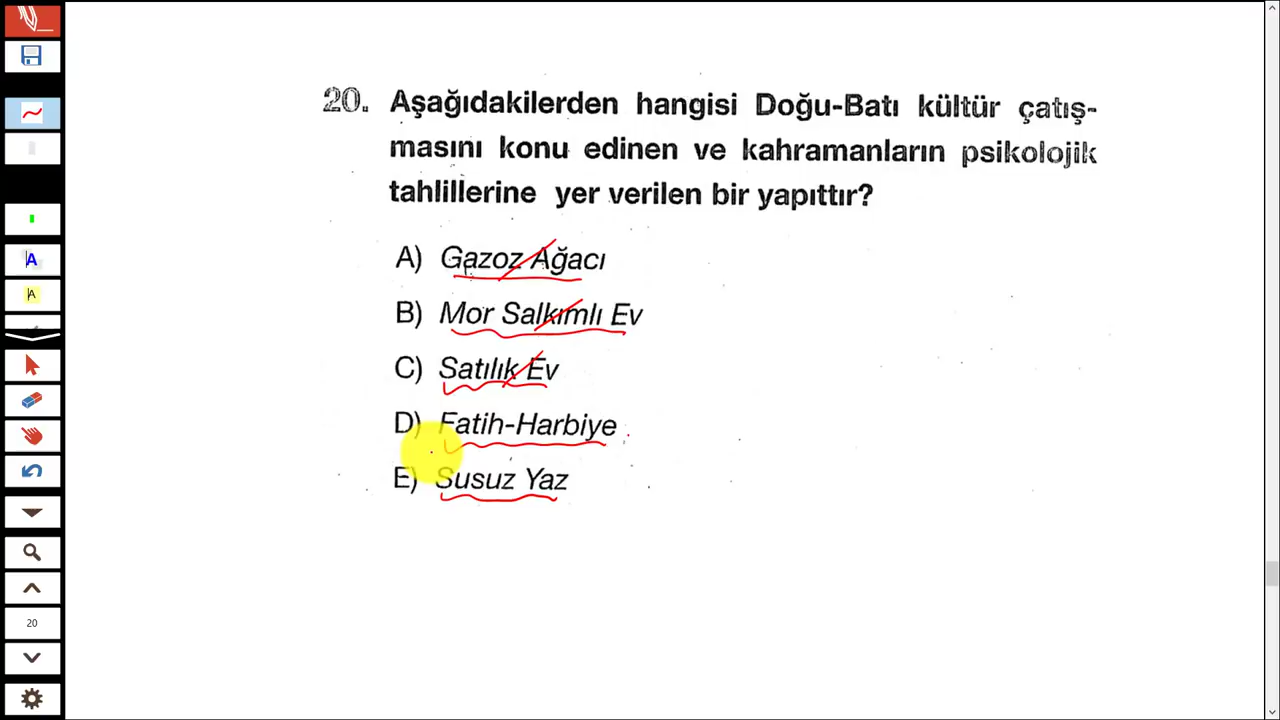 20. Aşağıdakilerden hangisi Doğu-Batı kültür çatış-
masını konu edinen ve kahramanların psikolojik
tahlillerine yer verilen bir yapıttır?
A) Gazoz Ağacı
B) Mor Salkımlı Ev
C) Satılık Ev
D) Fatih-Harbiye
E) Susuz Yaz
A
A
20